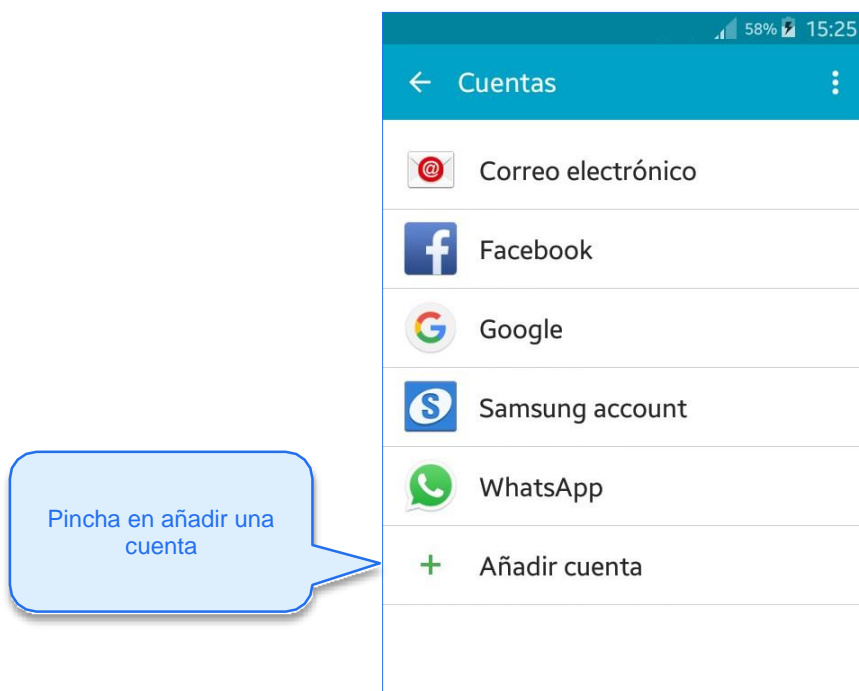 58% 15:25
Cuentas
Correo electrónico
Facebook
Google
Samsung account
WhatsApp
Pincha en añadir una
cuenta
Añadir cuenta